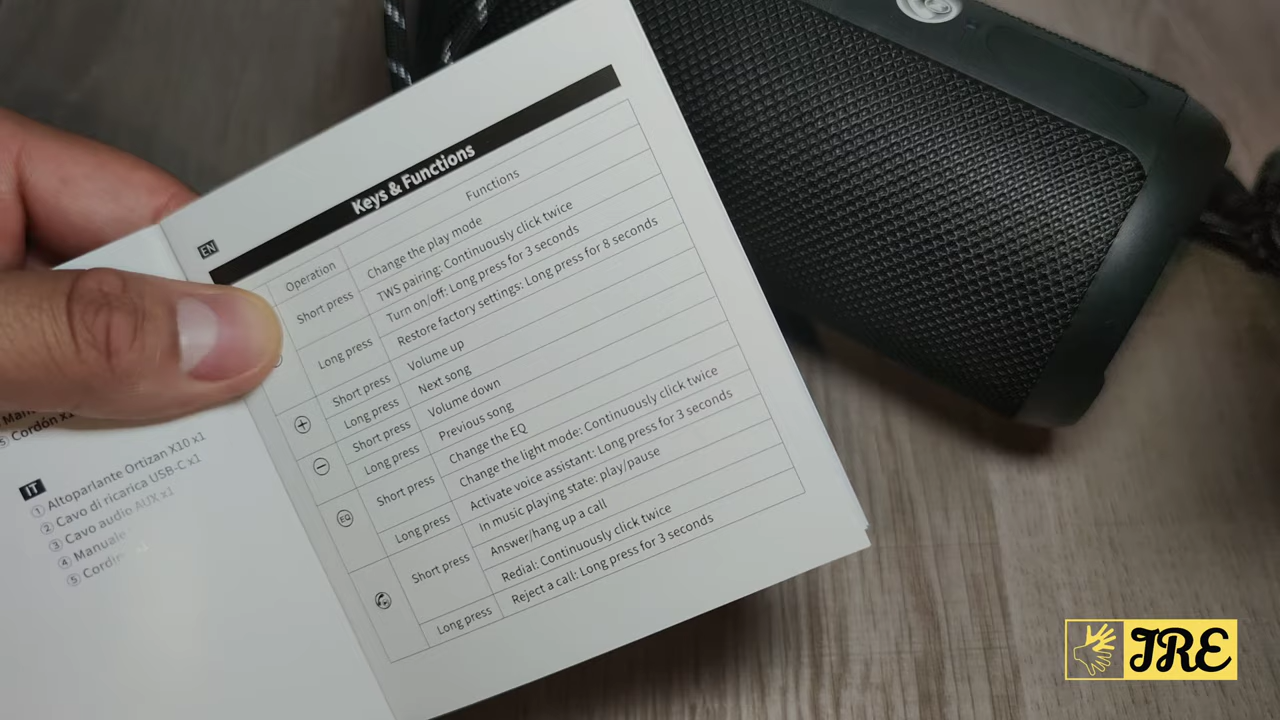 EN
Keys & Functions
Operation Functions
Short press Change the play mode
TWS pairing: Continuously click twice
Long press Turn on/off: Long press for 3 seconds
Restore factory settings: Long press for 8 seconds
Short press Volume up
Long press Next song
Short press Volume down
Long press Previous song
EQ Short press Change the EQ
Change the light mode: Continuously click twice
Long press Activate voice assistant: Long press for 3 seconds
Short press In music playing state: play/pause
Answer/hang up a call
Redial: Continuously click twice
Long press Reject a call: Long press for 3 seconds
⑤ Cordón x1
IT
① Altoparlante Ortizan X10 x1
② Cavo di ricarica USB-C x1
③ Cavo audio AUX x1
④ Manuale
⑤
JRE